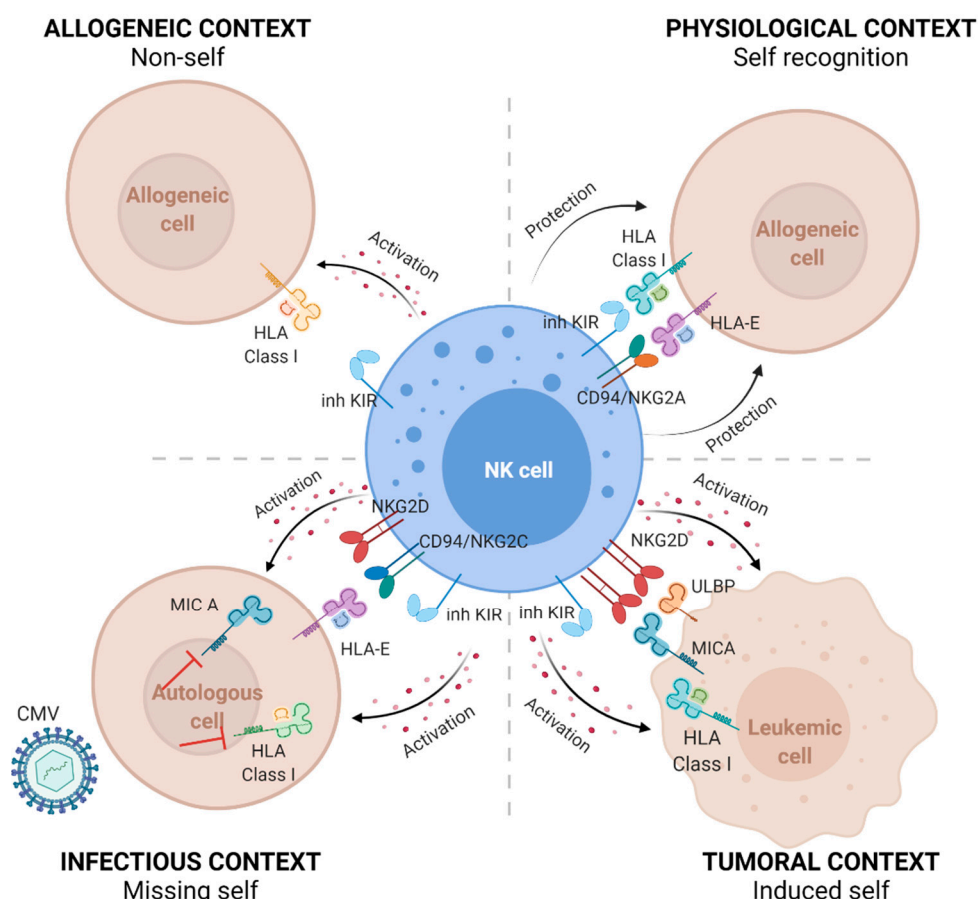 ALLOGENEIC CONTEXT
Non-self
PHYSIOLOGICAL CONTEXT
Self recognition
Allogeneic
cell
Activation
HLA
Class I
inh KIR
Protection
HLA
Class I
Allogeneic
cell
inh KIR
HLA-E
CD94/NKG2A
Protection
NK cell
Activation
NKG2D
CD94/NKG2C
MIC A
HLA-E
inh KIR
Autologous
cell
HLA
Class I
CMV
Activation
Activation
NKG2D
inh KIR
ULBP
MICA
HLA
Class I
Leukemic
cell
Activation
INFECTIOUS CONTEXT
Missing self
TUMORAL CONTEXT
Induced self